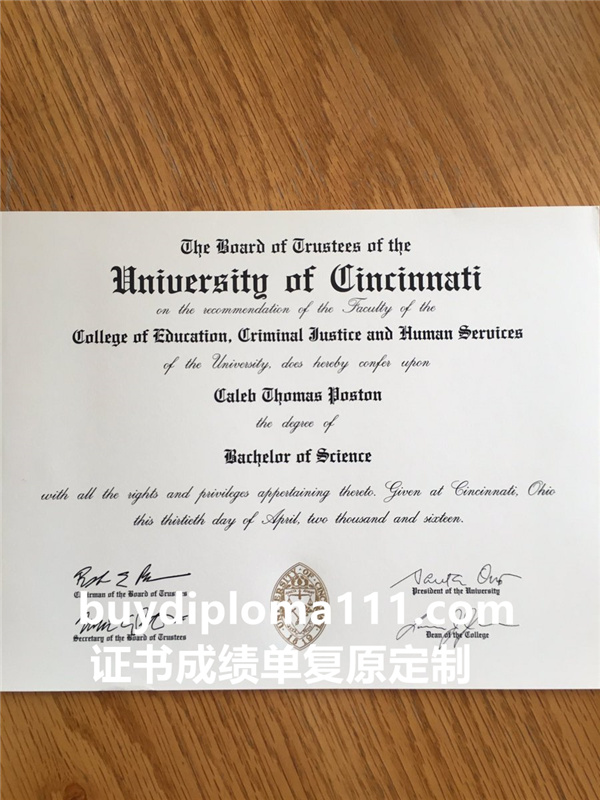 The Board of Trustees of the
University of Cincinnati
on the recommendation of the Faculty of the
College of Education, Criminal Justice and Human Services
of the University, does hereby confer upon
Caleb Thomas Poston
the degree of
Bachelor of Science
with all the rights and privileges appertaining thereto. Given at Cincinnati, Ohio
this thirtieth day of April, two thousand and sixteen.
Chairman of the Board of Trustees
President of the University
buydiploma111.com
Secretary of the Board of Trustees
Dean of the College
证书成绩单复原定制